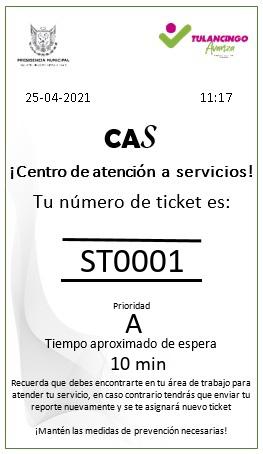 PRESIDENCIA MUNICIPAL
TULANCINGO
Avanza
25-04-2021 11:17
CAS
¡Centro de atención a servicios!
Tu número de ticket es:
ST0001
Prioridad
A
Tiempo aproximado de espera
10 min
Recuerda que debes encontrarte en tu área de trabajo para
atender tu servicio, en caso contrario tendrás que enviar tu
reporte nuevamente y se te asignará nuevo ticket
¡Mantén las medidas de prevención necesarias!